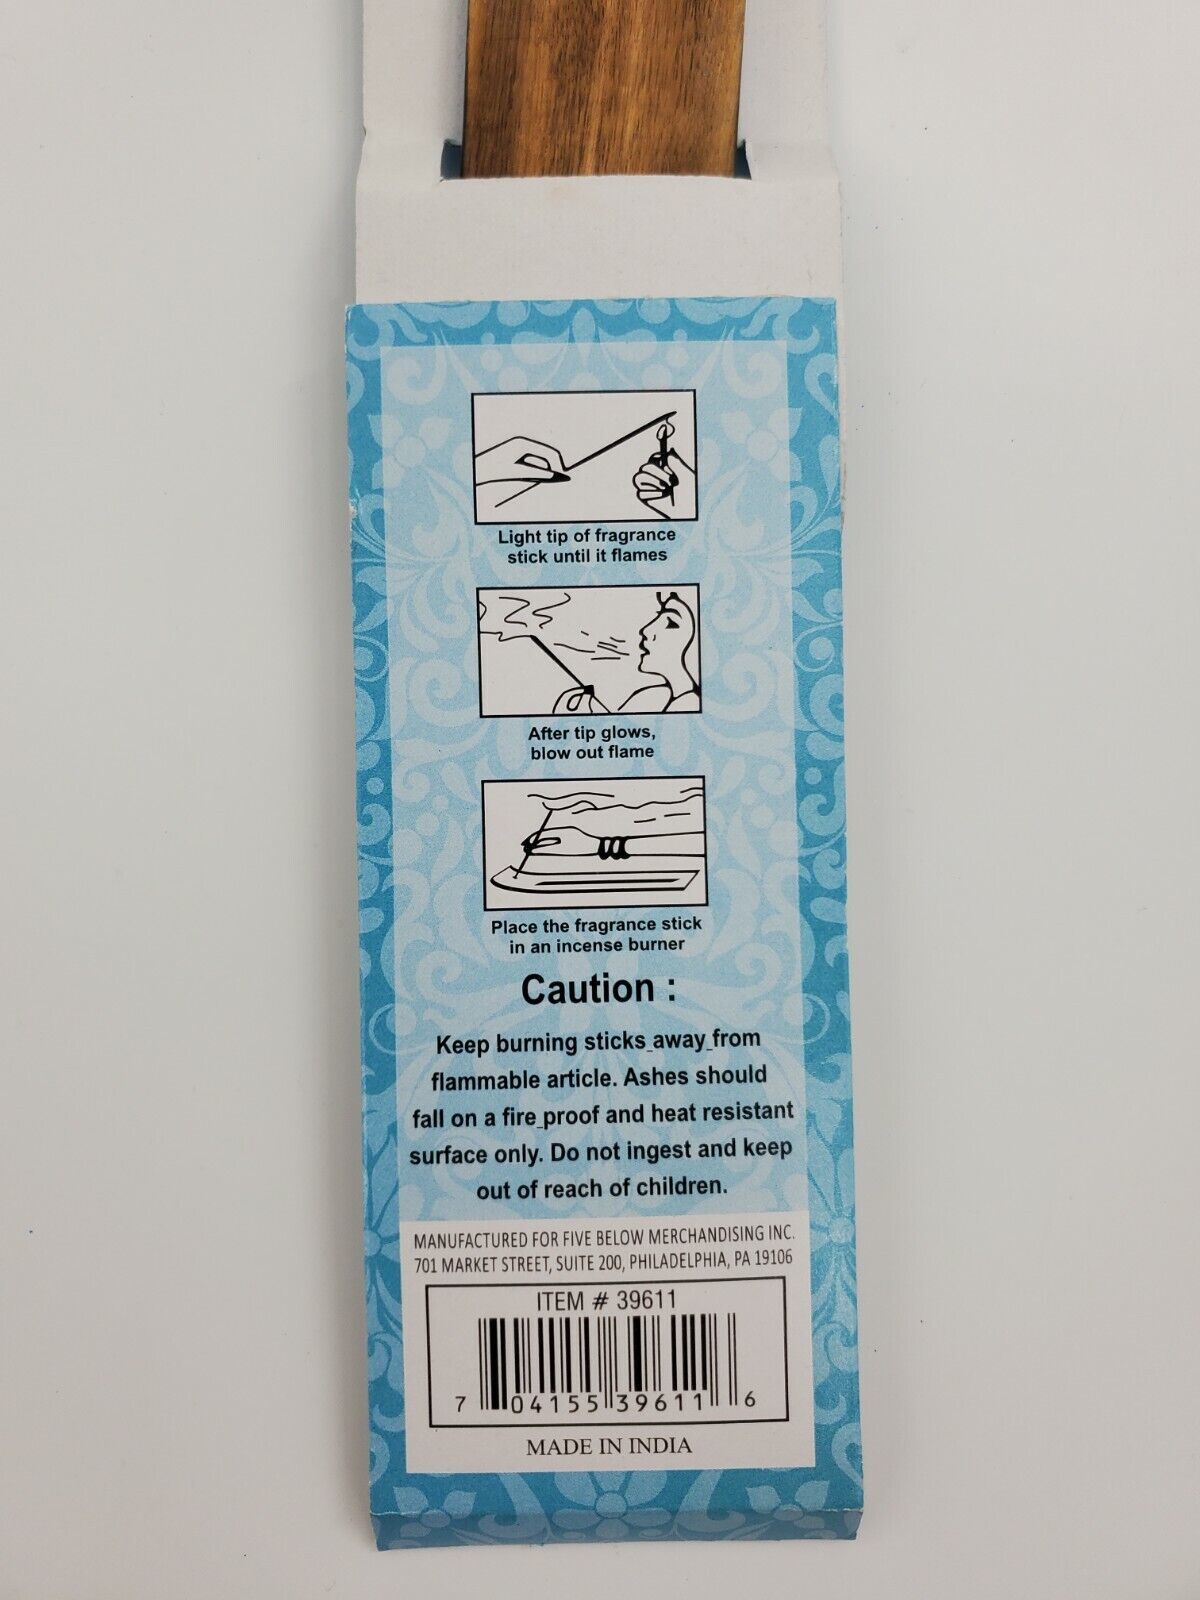 Light tip of fragrance
stick until it flames
After tip glows,
blow out flame
Place the fragrance stick
in an incense burner
Caution :
Keep burning sticks_away_from
flammable article. Ashes should
fall on a fire_proof and heat resistant
surface only. Do not ingest and keep
out of reach of children.
MANUFACTURED FOR FIVE BELOW MERCHANDISING INC.
701 MARKET STREET, SUITE 200, PHILADELPHIA, PA 19106
ITEM # 39611
7 04155 39611 6
MADE IN INDIA